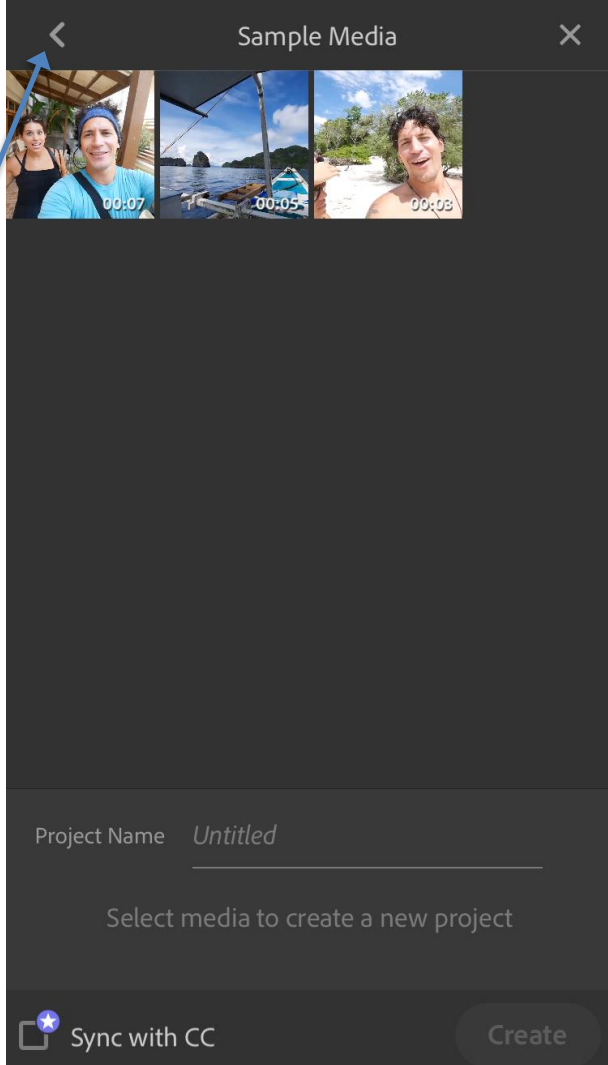 Sample Media
00:07 00:05 00:03
Project Name Untitled
Select media to create a new project
Sync with CC Create